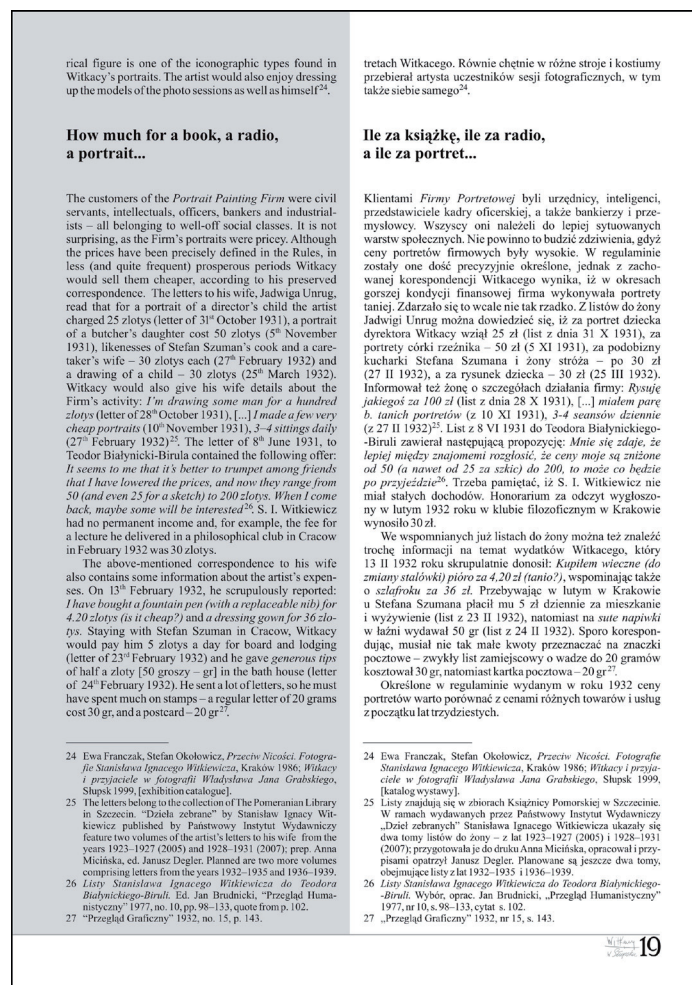 rical figure is one of the iconographic types found in
Witkacy's portraits. The artist would also enjoy dressing
up the models of the photo sessions as well as himself24.
How much for a book, a radio,
a portrait...
The customers of the Portrait Painting Firm were civil
servants, intellectuals, officers, bankers and industrial-
ists – all belonging to well-off social classes. It is not
surprising, as the Firm's portraits were pricey. Although
the prices have been precisely defined in the Rules, in
less (and quite frequent) prosperous periods Witkacy
would sell them cheaper, according to his preserved
correspondence. The letters to his wife, Jadwiga Unrug,
read that for a portrait of a director's child the artist
charged 25 zlotys (letter of 31st October 1931), a portrait
of a butcher's daughter cost 50 zlotys (5th November
1931), likenesses of Stefan Szuman's cook and a care-
taker's wife – 30 zlotys each (27th February 1932) and
a drawing of a child – 30 zlotys (25th March 1932).
Witkacy would also give his wife details about the
Firm's activity: I'm drawing some man for a hundred
zlotys (letter of 28th October 1931), [...] I made a few very
cheap portraits (10th November 1931), 3–4 sittings daily
(27th February 1932)25. The letter of 8th June 1931, to
Teodor Białynicki-Birula contained the following offer:
It seems to me that it's better to trumpet among friends
that I have lowered the prices, and now they range from
50 (and even 25 for a sketch) to 200 zlotys. When I come
back, maybe some will be interested26. S. I. Witkiewicz
had no permanent income and, for example, the fee for
a lecture he delivered in a philosophical club in Cracow
in February 1932 was 30 zlotys.
The above-mentioned correspondence to his wife
also contains some information about the artist's expen-
ses. On 13th February 1932, he scrupulously reported:
I have bought a fountain pen (with a replaceable nib) for
4.20 zlotys (is it cheap?) and a dressing gown for 36 zlo-
tys. Staying with Stefan Szuman in Cracow, Witkacy
would pay him 5 zlotys a day for board and lodging
(letter of 23rd February 1932) and he gave generous tips
of half a zloty [50 groszy – gr] in the bath house (letter
of 24th February 1932). He sent a lot of letters, so he must
have spent much on stamps – a regular letter of 20 grams
cost 30 gr, and a postcard – 20 gr27.
24 Ewa Franczak, Stefan Okołowicz, Przeciw Nicości. Fotogra-
fie Stanisława Ignacego Witkiewicza, Kraków 1986; Witkacy
i przyjaciele w fotografii Władysława Jana Grabskiego,
Słupsk 1999, [exhibition catalogue].
25 The letters belong to the collection of The Pomeranian Library
in Szczecin. “Dzieła zebrane” by Stanisław Ignacy Wit-
kiewicz published by Państwowy Instytut Wydawniczy
feature two volumes of the artist's letters to his wife from the
years 1923–1927 (2005) and 1928–1931 (2007); prep. Anna
Micińska, ed. Janusz Degler. Planned are two more volumes
comprising letters from the years 1932–1935 and 1936–1939.
26 Listy Stanisława Ignacego Witkiewicza do Teodora
Białynickiego-Biruli. Ed. Jan Brudnicki, “Przegląd Huma-
nistyczny” 1977, no. 10, pp. 98–133, quote from p. 102.
27 “Przegląd Graficzny” 1932, no. 15, p. 143.
tretach Witkacego. Równie chętnie w różne stroje i kostiumy
przebierał artysta uczestników sesji fotograficznych, w tym
także siebie samego24.
Ile za książkę, ile za radio,
a ile za portret...
Klientami Firmy Portretowej byli urzędnicy, inteligenci,
przedstawiciele kadry oficerskiej, a także bankierzy i prze-
mysłowcy. Wszyscy oni należeli do lepiej sytuowanych
warstw społecznych. Nie powinno to budzić zdziwienia, gdyż
ceny portretów firmowych były wysokie. W regulaminie
zostały one dość precyzyjnie określone, jednak z zacho-
wanej korespondencji Witkacego wynika, iż w okresach
gorszej kondycji finansowej firma wykonywała portrety
taniej. Zdarzało się to wcale nie tak rzadko. Z listów do żony
Jadwigi Unrug można dowiedzieć się, iż za portret dziecka
dyrektora Witkacy wziął 25 zł (list z dnia 31 X 1931), za
portrety córki rzeźnika – 50 zł (5 XI 1931), za podobizny
kucharki Stefana Szumana i żony stróża – po 30 zł
(27 II 1932), a za rysunek dziecka – 30 zł (25 III 1932).
Informował też żonę o szczegółach działania firmy: Rysuję
jakiegoś za 100 zł (list z dnia 28 X 1931), [...] miałem parę
b. tanich portretów (z 10 XI 1931), 3-4 seansów dziennie
(z 27 II 1932)25. List z 8 VI 1931 do Teodora Białynickiego-
-Biruli zawierał następującą propozycję: Mnie się zdaje, że
lepiej między znajomemi rozgłosić, że ceny moje są zniżone
od 50 (a nawet od 25 za szkic) do 200, to może co będzie
po przyjeździe26. Trzeba pamiętać, iż S. I. Witkiewicz nie
miał stałych dochodów. Honorarium za odczyt wygłoszo-
ny w lutym 1932 roku w klubie filozoficznym w Krakowie
wynosiło 30 zł.
We wspomnianych już listach do żony można też znaleźć
trochę informacji na temat wydatków Witkacego, który
13 II 1932 roku skrupulatnie donosił: Kupiłem wieczne (do
zmiany stalówki) pióro za 4,20 zł (tanio?), wspominając także
o szlafroku za 36 zł. Przebywając w lutym w Krakowie
u Stefana Szumana płacił mu 5 zł dziennie za mieszkanie
i wyżywienie (list z 23 II 1932), natomiast na sute napiwki
w łaźni wydawał 50 gr (list z 24 II 1932). Sporo korespon-
dując, musiał nie tak małe kwoty przeznaczać na znaczki
pocztowe – zwykły list zamiejscowy o wadze do 20 gramów
kosztował 30 gr, natomiast kartka pocztowa – 20 gr27.
Określone w regulaminie wydanym w roku 1932 ceny
portretów warto porównać z cenami różnych towarów i usług
z początku lat trzydziestych.
24 Ewa Franczak, Stefan Okołowicz, Przeciw Nicości. Fotografie
Stanisława Ignacego Witkiewicza, Kraków 1986; Witkacy i przyja-
ciele w fotografii Władysława Jana Grabskiego, Słupsk 1999,
[katalog wystawy].
25 Listy znajdują się w zbiorach Książnicy Pomorskiej w Szczecinie.
W ramach wydawanych przez Państwowy Instytut Wydawniczy
„Dzieł zebranych” Stanisława Ignacego Witkiewicza ukazały się
dwa tomy listów do żony – z lat 1923–1927 (2005) i 1928–1931
(2007); przygotowała je do druku Anna Micińska, opracował i przy-
pisami opatrzył Janusz Degler. Planowane są jeszcze dwa tomy,
obejmujące listy z lat 1932–1935 i 1936–1939.
26 Listy Stanisława Ignacego Witkiewicza do Teodora Białynickiego-
-Biruli. Wybór, oprac. Jan Brudnicki, „Przegląd Humanistyczny”
1977, nr 10, s. 98–133, cytat s. 102.
27 „Przegląd Graficzny” 1932, nr 15, s. 143.
19